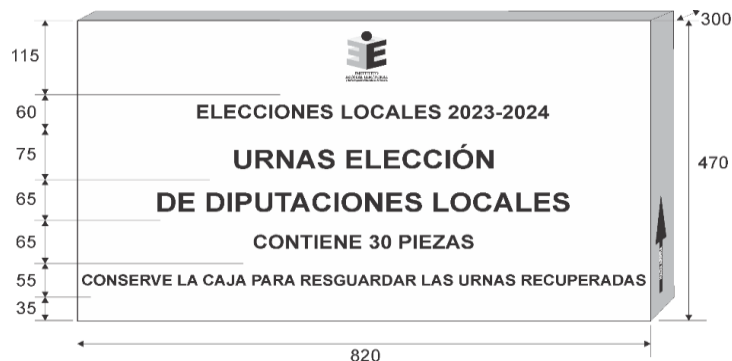 300
115
ELECCIONES LOCALES 2023-2024
60
URNAS ELECCIÓN
75
470
DE DIPUTACIONES LOCALES
65
CONTIENE 30 PIEZAS
65
CONSERVE LA CAJA PARA RESGUARDAR LAS URNAS RECUPERADAS
55
35
820